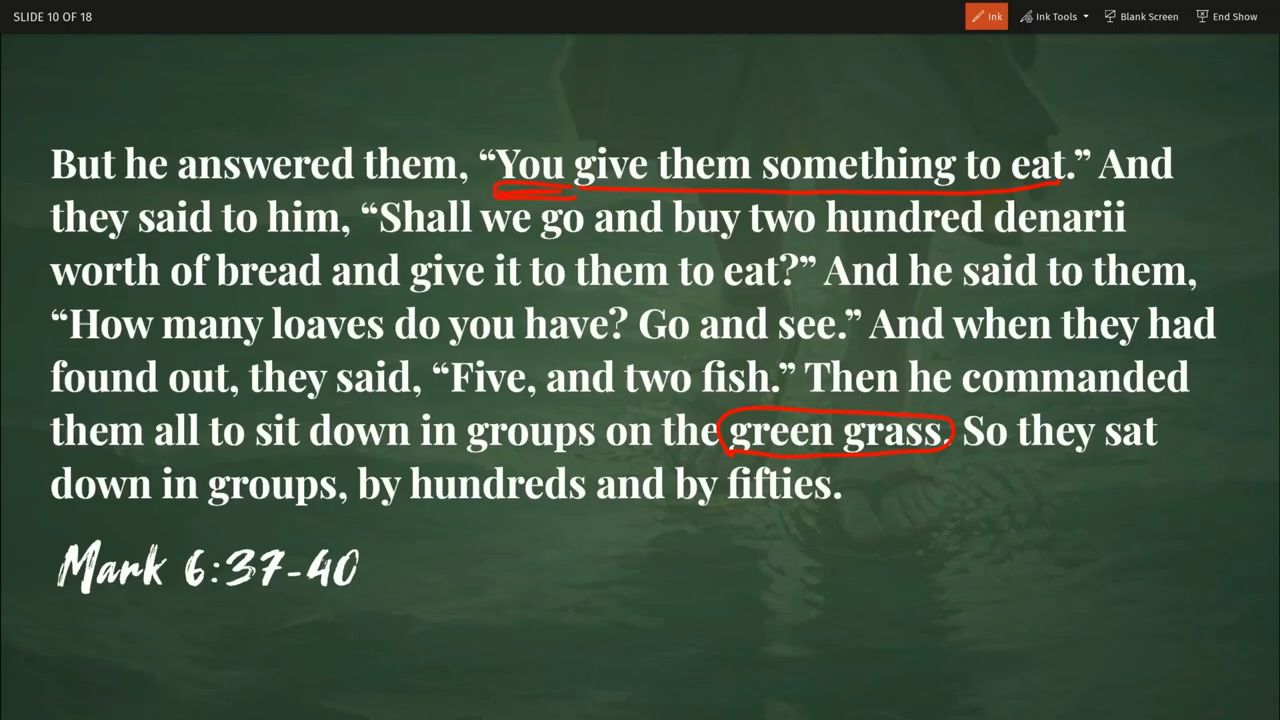 SLIDE 10 OF 18
Ink
Ink Tools
Blank Screen
End Show
But he answered them, “You give them something to eat.” And
they said to him, “Shall we go and buy two hundred denarii
worth of bread and give it to them to eat?” And he said to them,
“How many loaves do you have? Go and see.” And when they had
found out, they said, “Five, and two fish.” Then he commanded
them all to sit down in groups on the green grass. So they sat
down in groups, by hundreds and by fifties.
Mark 6:37-40